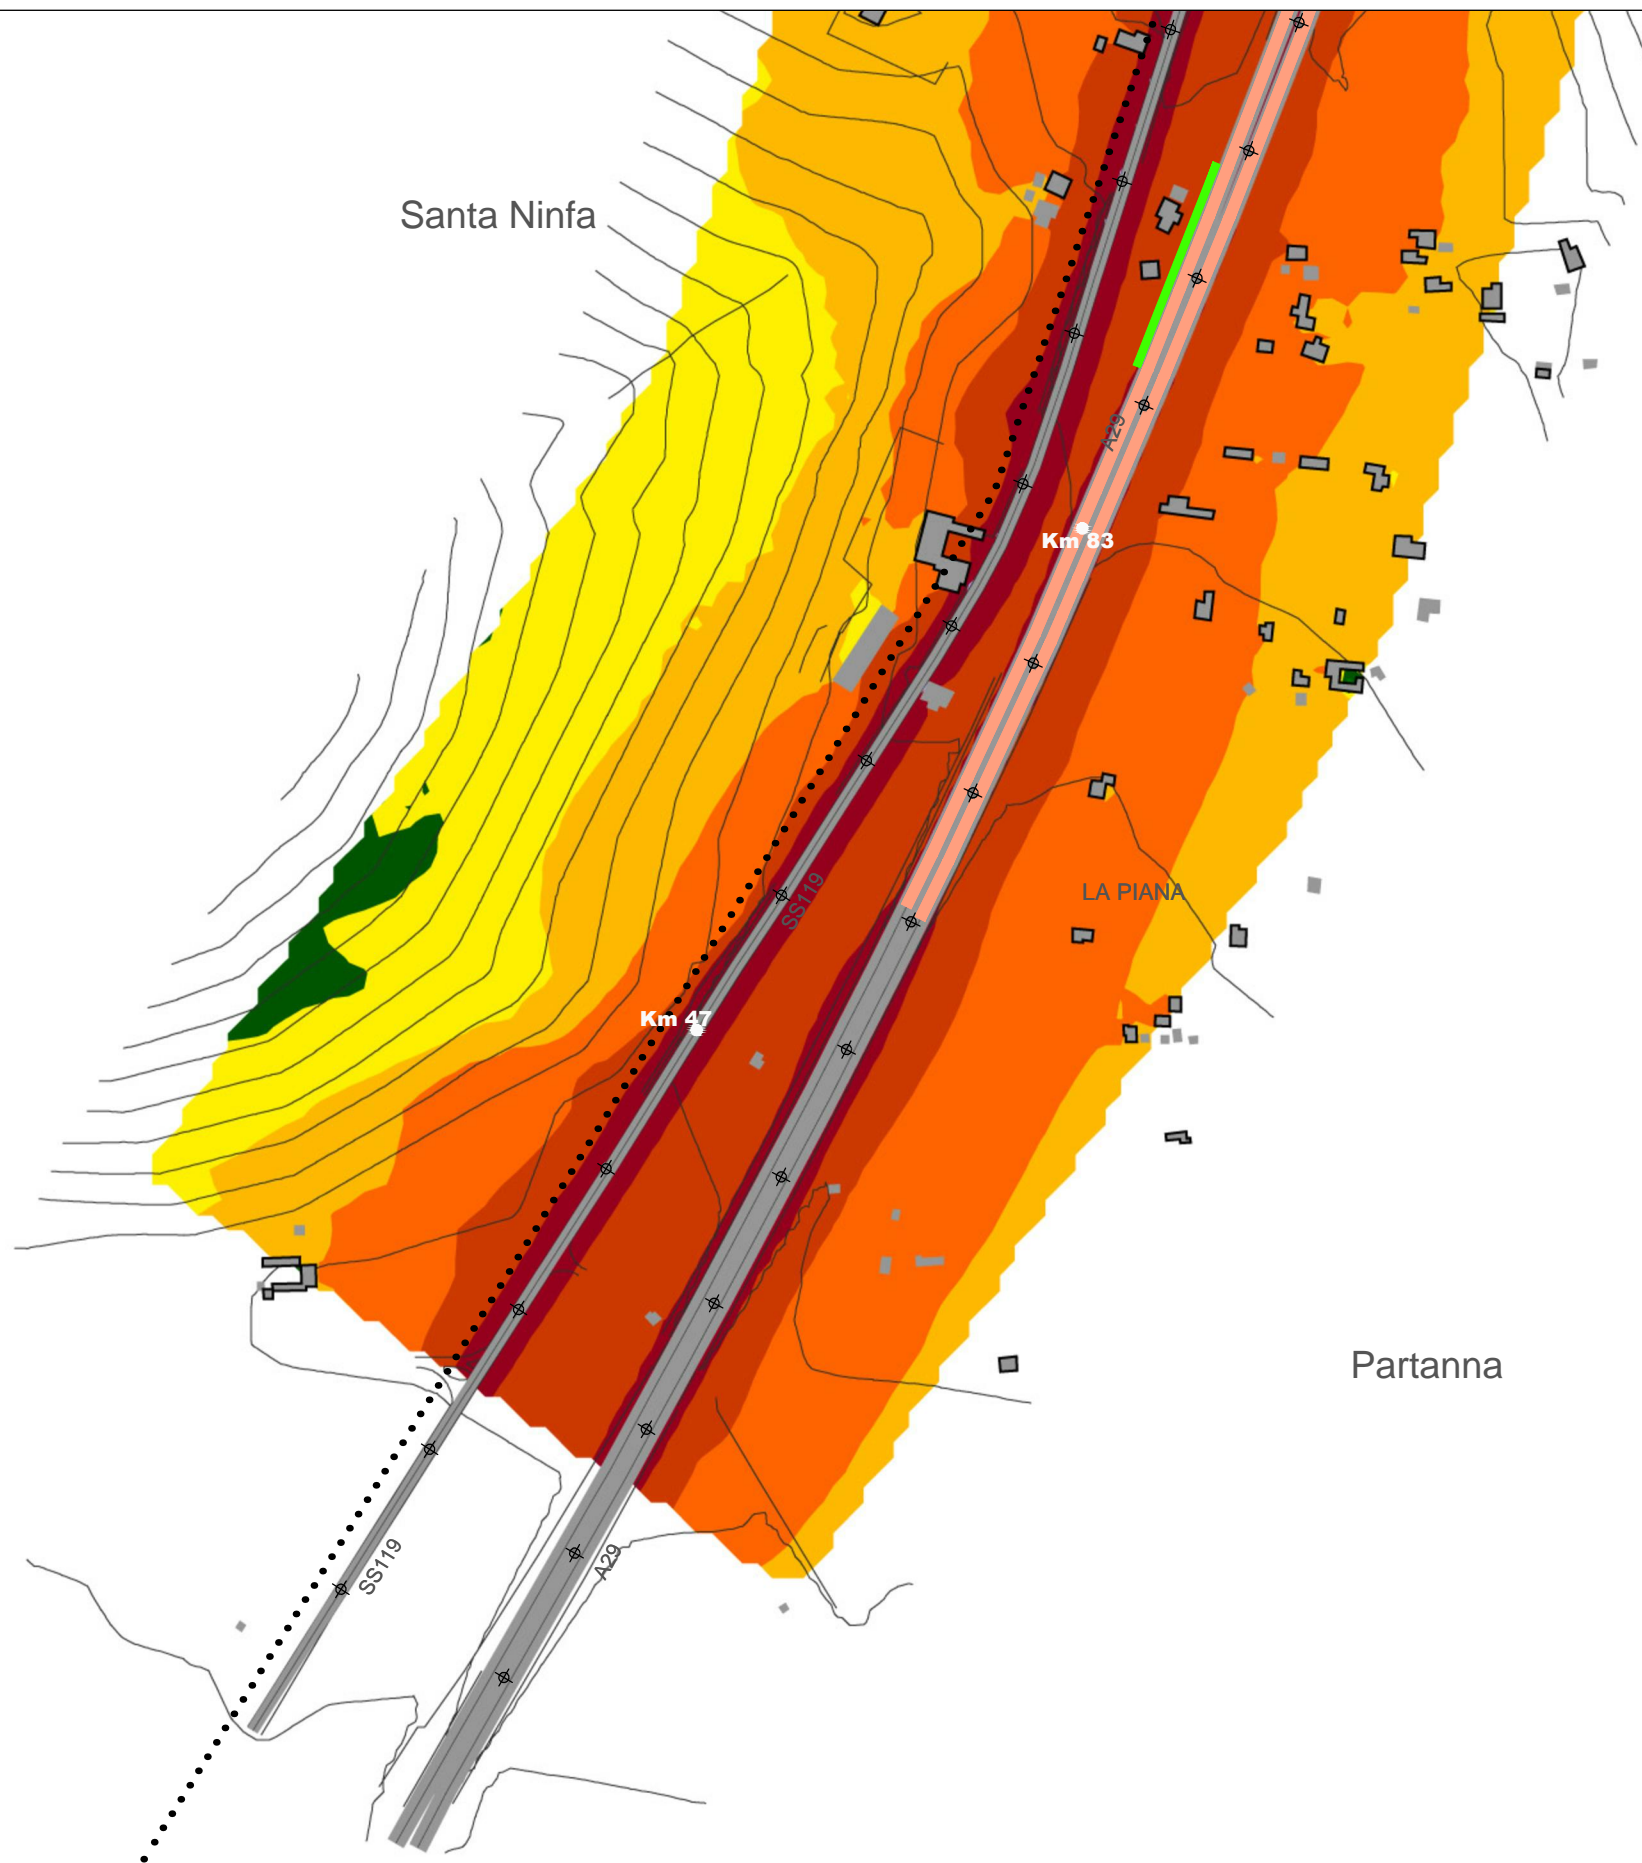 Santa Ninfa
A29
Km 83
SS119
LA PIANA
Km 47
Partanna
SS119
A29